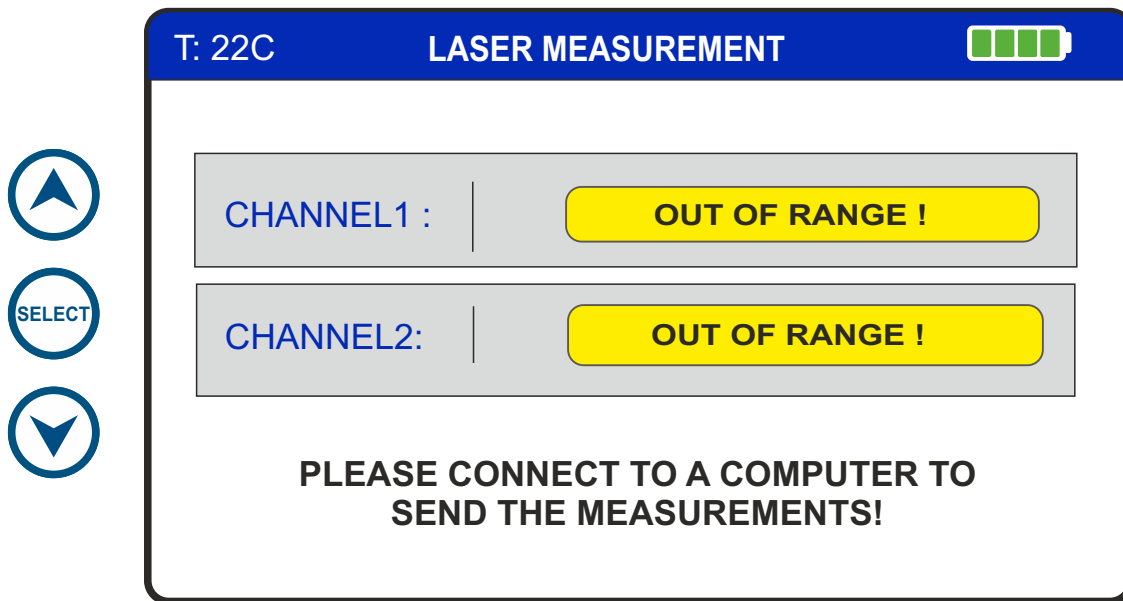 T: 22C LASER MEASUREMENT
CHANNEL1 : OUT OF RANGE !
SELECT
CHANNEL2: OUT OF RANGE !
PLEASE CONNECT TO A COMPUTER TO
SEND THE MEASUREMENTS!